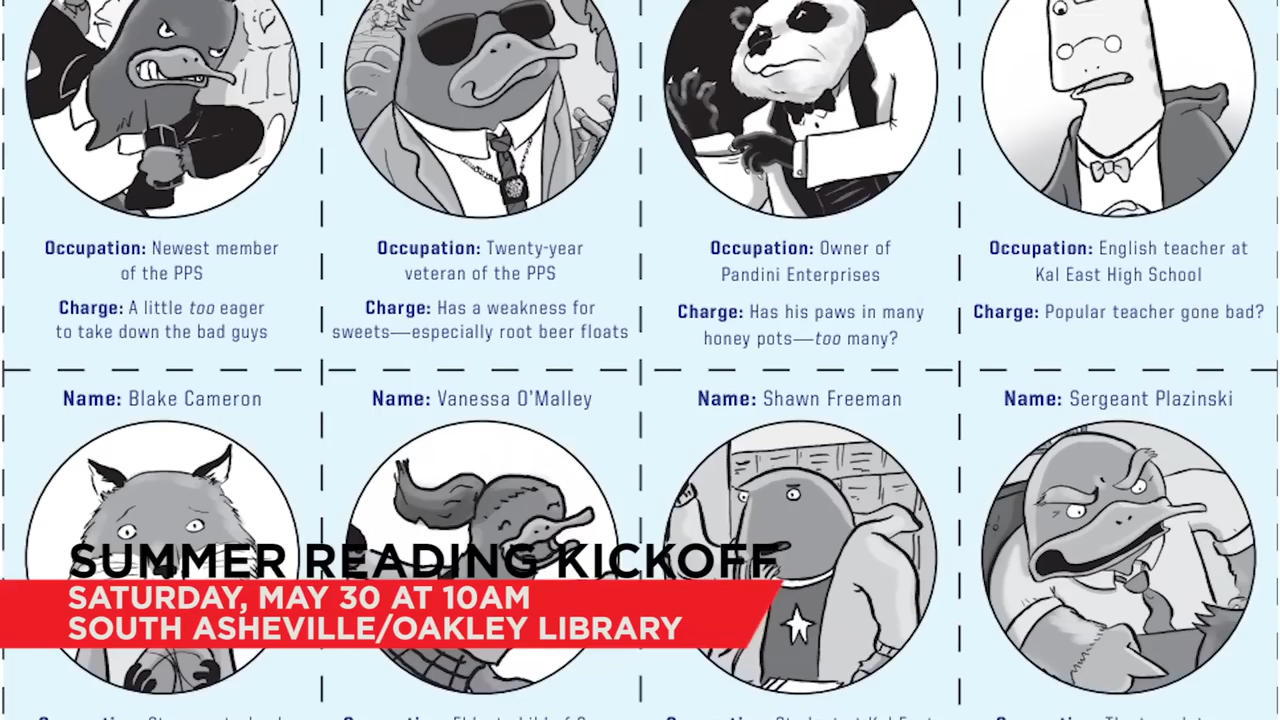 Occupation: Newest member
of the PPS
Charge: A little too eager
to take down the bad guys
Occupation: Twenty-year
veteran of the PPS
Charge: Has a weakness for
sweets—especially root beer floats
Occupation: Owner of
Pandini Enterprises
Charge: Has his paws in many
honey pots—too many?
Occupation: English teacher at
Kal East High School
Charge: Popular teacher gone bad?
Name: Blake Cameron
Name: Vanessa O'Malley
Name: Shawn Freeman
Name: Sergeant Plazinski
SUMMER READING KICKOFF
SATURDAY, MAY 30 AT 10AM
SOUTH ASHEVILLE/OAKLEY LIBRARY